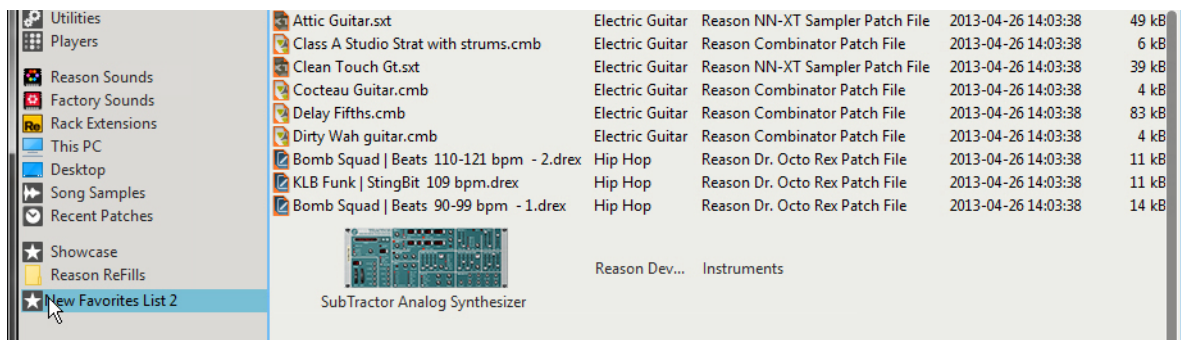 Utilities
Players
Reason Sounds
Factory Sounds
Re Rack Extensions
This PC
Desktop
Song Samples
Recent Patches
Showcase
Reason ReFills
New Favorites List 2
Attic Guitar.sxt Electric Guitar Reason NN-XT Sampler Patch File 2013-04-26 14:03:38 49 kB
Class A Studio Strat with strums.cmb Electric Guitar Reason Combinator Patch File 2013-04-26 14:03:38 6 kB
Clean Touch Gt.sxt Electric Guitar Reason NN-XT Sampler Patch File 2013-04-26 14:03:38 39 kB
Cocteau Guitar.cmb Electric Guitar Reason Combinator Patch File 2013-04-26 14:03:38 4 kB
Delay Fifths.cmb Electric Guitar Reason Combinator Patch File 2013-04-26 14:03:38 83 kB
Dirty Wah guitar.cmb Electric Guitar Reason Combinator Patch File 2013-04-26 14:03:38 4 kB
Bomb Squad | Beats 110-121 bpm - 2.drex Hip Hop Reason Dr. Octo Rex Patch File 2013-04-26 14:03:38 11 kB
KLB Funk | StingBit 109 bpm.drex Hip Hop Reason Dr. Octo Rex Patch File 2013-04-26 14:03:38 11 kB
Bomb Squad | Beats 90-99 bpm - 1.drex Hip Hop Reason Dr. Octo Rex Patch File 2013-04-26 14:03:38 14 kB
Reason Dev... Instruments
SubTractor Analog Synthesizer